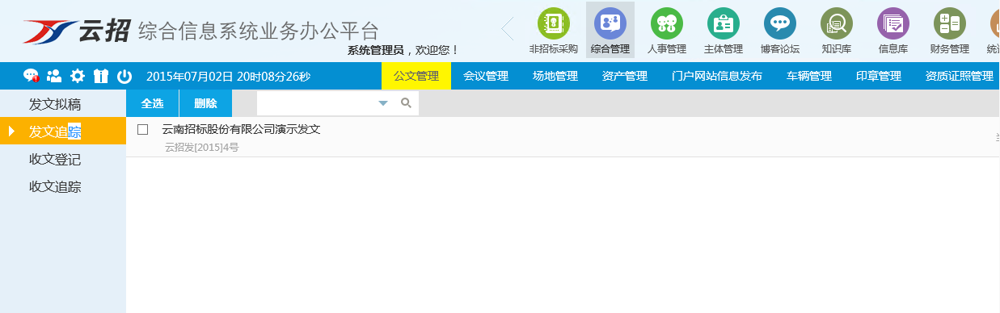 云招 综合信息系统业务办公平台
系统管理员，欢迎您！
非招标采购 综合管理 人事管理 主体管理 博客论坛 知识库 信息库 财务管理
2015年07月02日 20时08分26秒 公文管理 会议管理 场地管理 资产管理 门户网站信息发布 车辆管理 印章管理 资质证照管理
发文拟稿 全选 删除
发文追踪 云南招标股份有限公司演示发文
云招发[2015]4号
收文登记
收文追踪